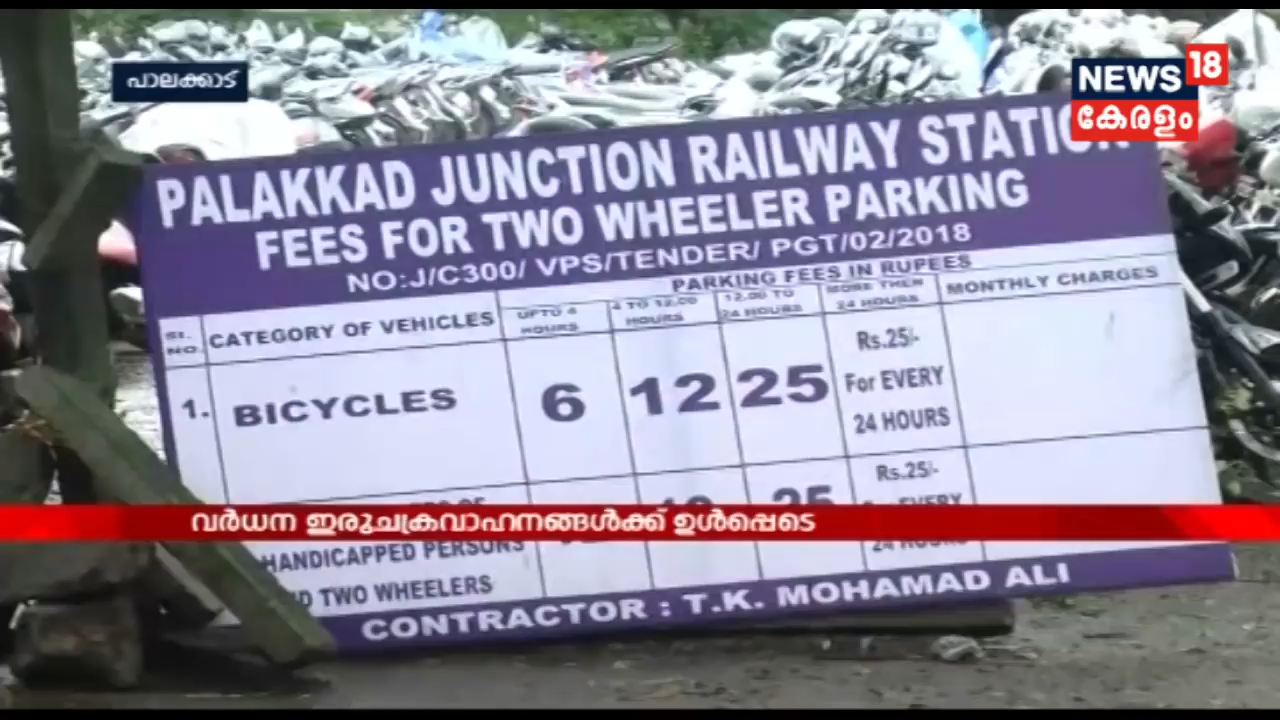 പാലക്കാട്
NEWS 18
കേരളം
PALAKKAD JUNCTION RAILWAY STATION
FEES FOR TWO WHEELER PARKING
NO:J/C300/ VPS/TENDER/ PGT/02/2018
SL. NO.
CATEGORY OF VEHICLES
PARKING FEES IN RUPEES
UPTO 4 HOURS
4 TO 12.00 HOURS
12.00 TO 24 HOURS
MORE THEN 24 HOURS
MONTHLY CHARGES
1. BICYCLES 6 12 25
Rs.25/-
For EVERY
24 HOURS
25
Rs.25/-
EVERY
24 HOURS
HANDICAPPED PERSONS
TWO WHEELERS
വർധന ഇരുചക്രവാഹനങ്ങൾക്ക് ഉൾപ്പെടെ
CONTRACTOR : T.K. MOHAMAD ALI